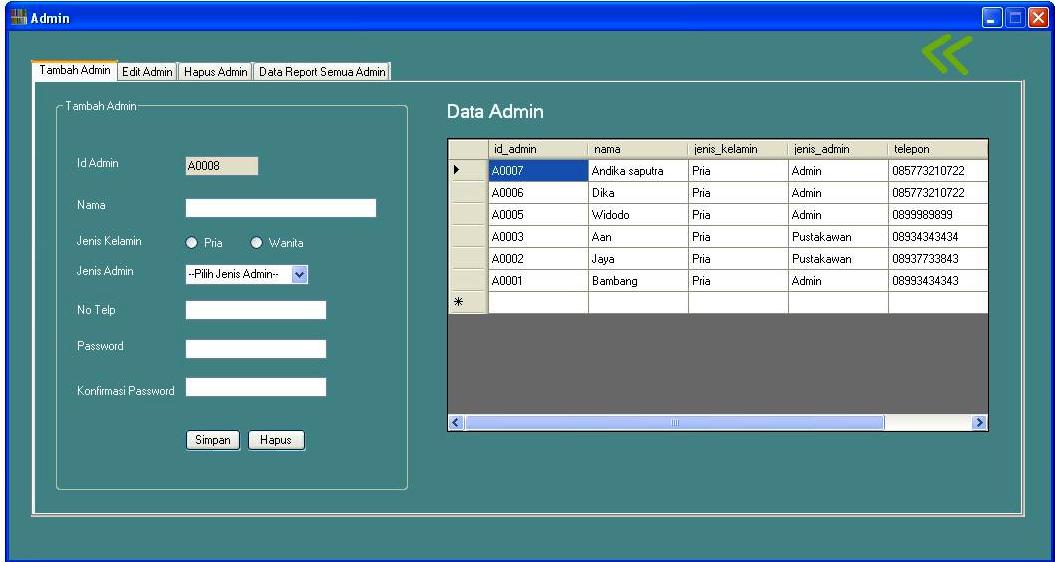 Admin
Tambah Admin Edit Admin Hapus Admin Data Report Semua Admin
Tambah Admin
Id Admin A0008
Nama
Jenis Kelamin Pria Wanita
Jenis Admin --Pilih Jenis Admin--
No Telp
Password
Konfirmasi Password
Simpan Hapus
Data Admin
id_admin nama jenis_kelamin jenis_admin telepon
A0007 Andika saputra Pria Admin 085773210722
A0006 Dika Pria Admin 085773210722
A0005 Widodo Pria Admin 0899989899
A0003 Aan Pria Pustakawan 08934343434
A0002 Jaya Pria Pustakawan 08937733843
A0001 Bambang Pria Admin 08993434343